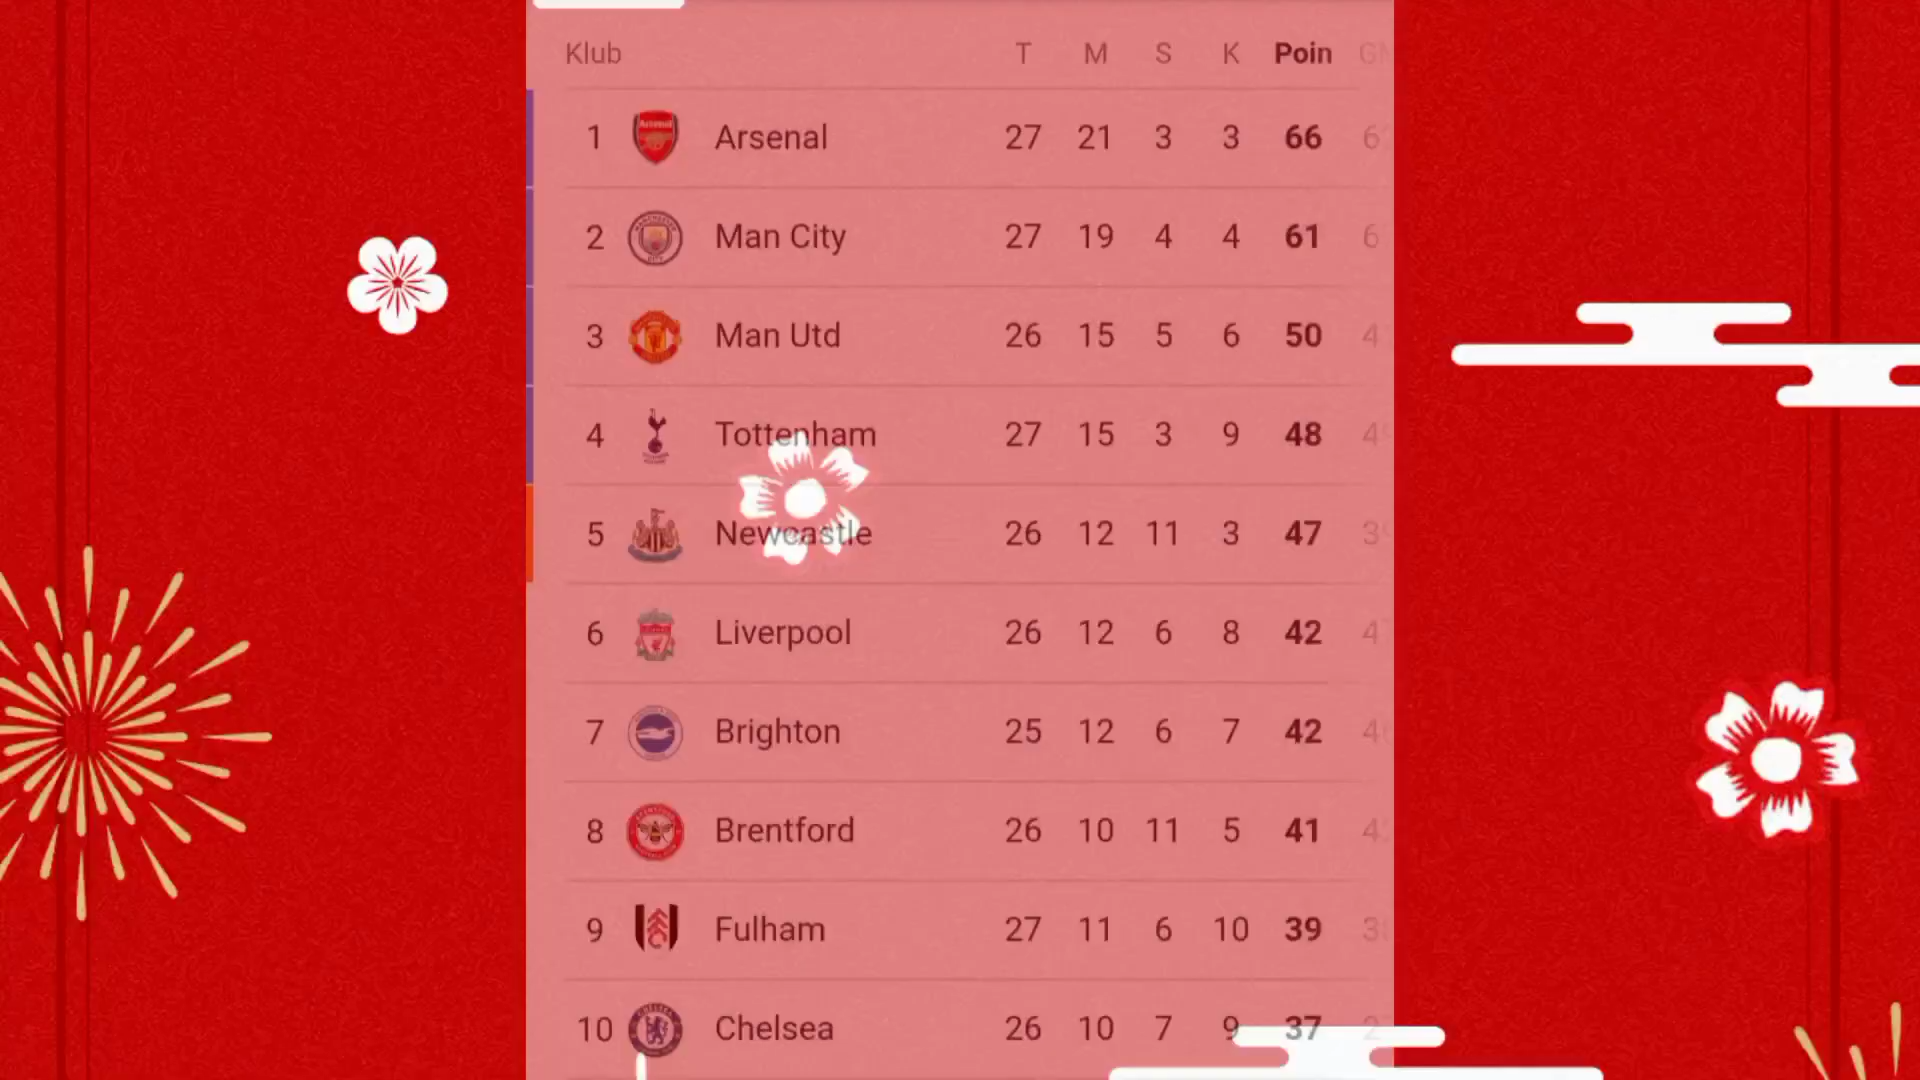 Klub T M S K Poin
1 Arsenal 27 21 3 3 66
2 Man City 27 19 4 4 61
3 Man Utd 26 15 5 6 50
4 Tottenham 27 15 3 9 48
5 Newcastle 26 12 11 3 47
6 Liverpool 26 12 6 8 42
7 Brighton 25 12 6 7 42
8 Brentford 26 10 11 5 41
9 Fulham 27 11 6 10 39
10 Chelsea 26 10 7 9 37